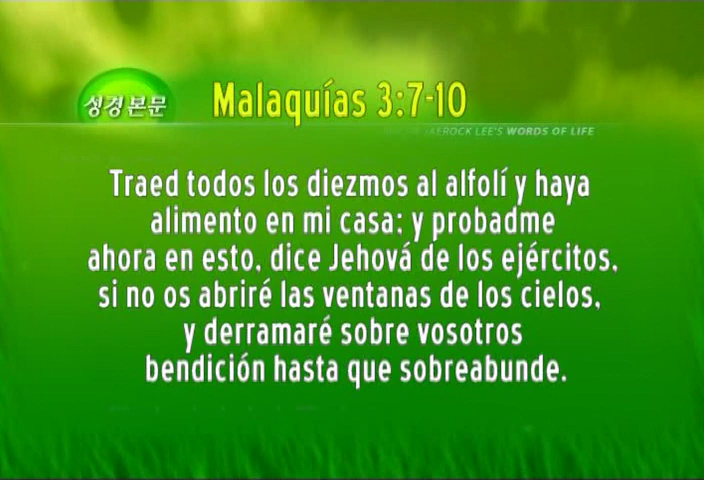 성경 본문
Malaquías 3:7-10
JAEROCK LEE'S WORDS OF LIFE
Traed todos los diezmos al alfolí y haya
alimento en mi casa; y probadme
ahora en esto, dice Jehová de los ejércitos,
si no os abriré las ventanas de los cielos,
y derramaré sobre vosotros
bendición hasta que sobreabunde.